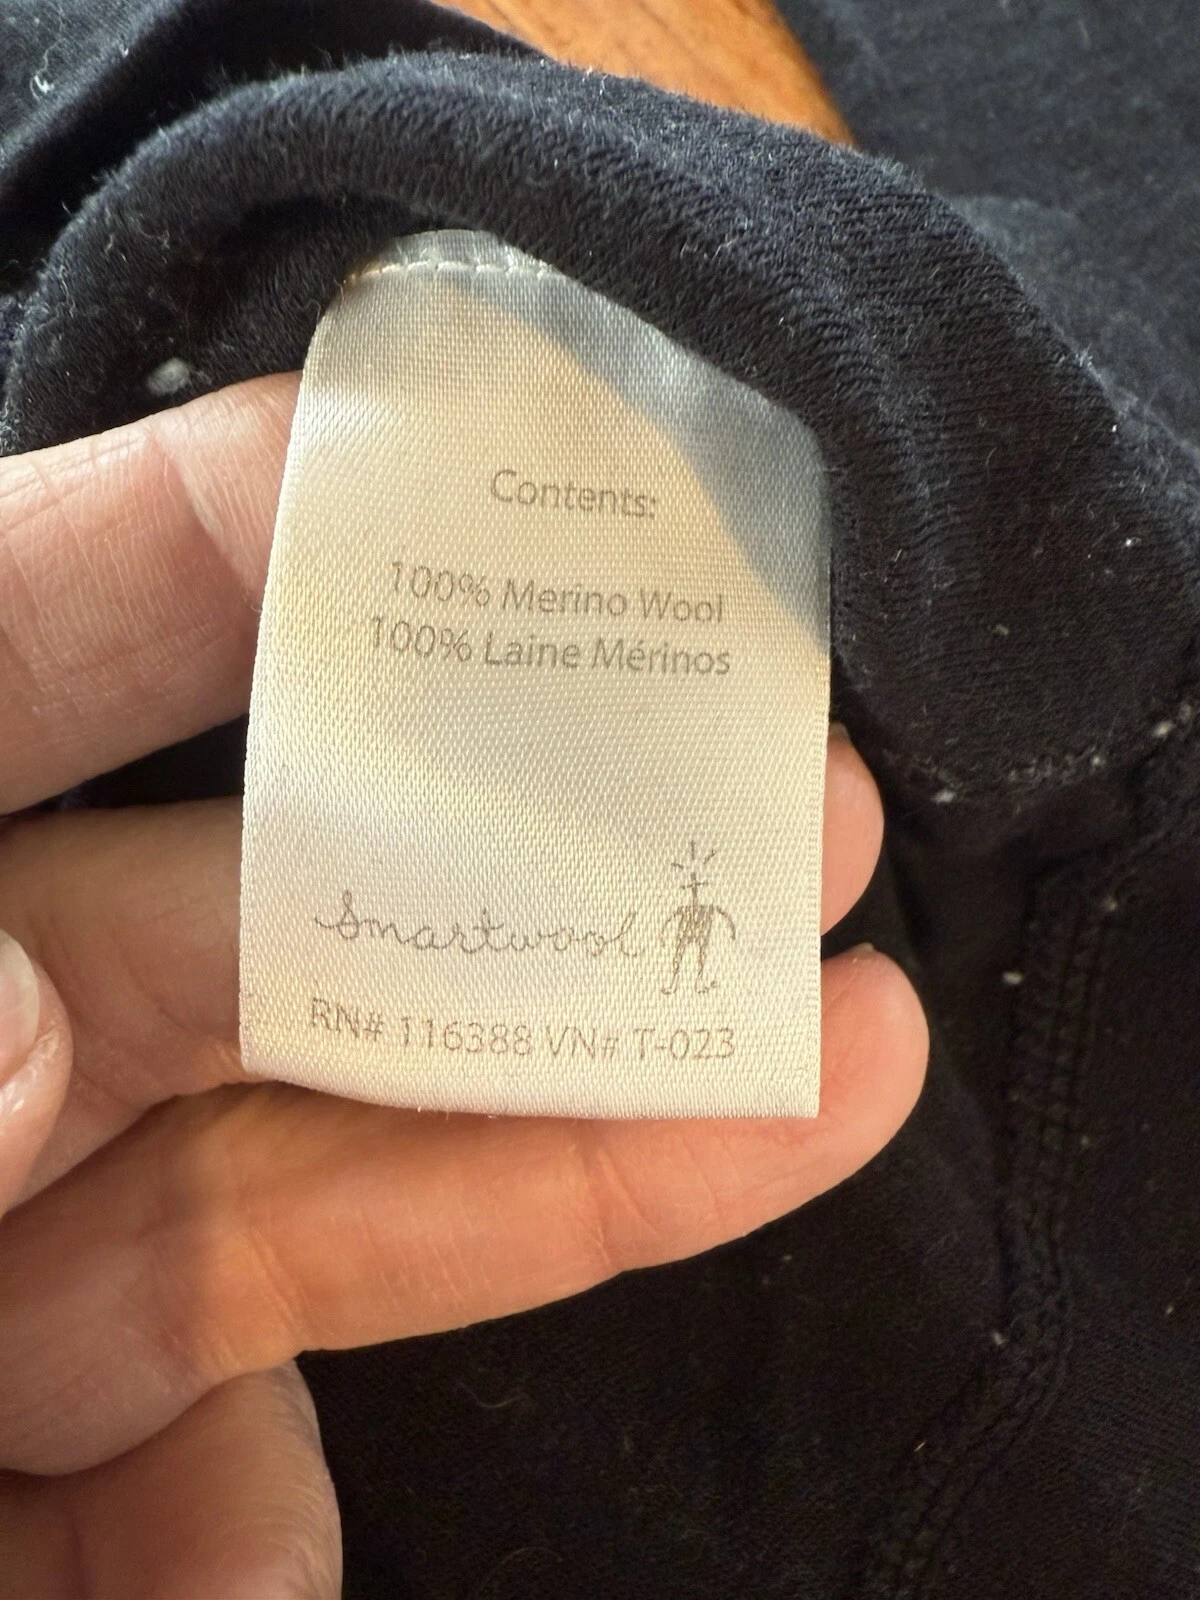 Contents:
100% Merino Wool
100% Laine Mérinos
Smartwool
RN# 116388 VN# T-023